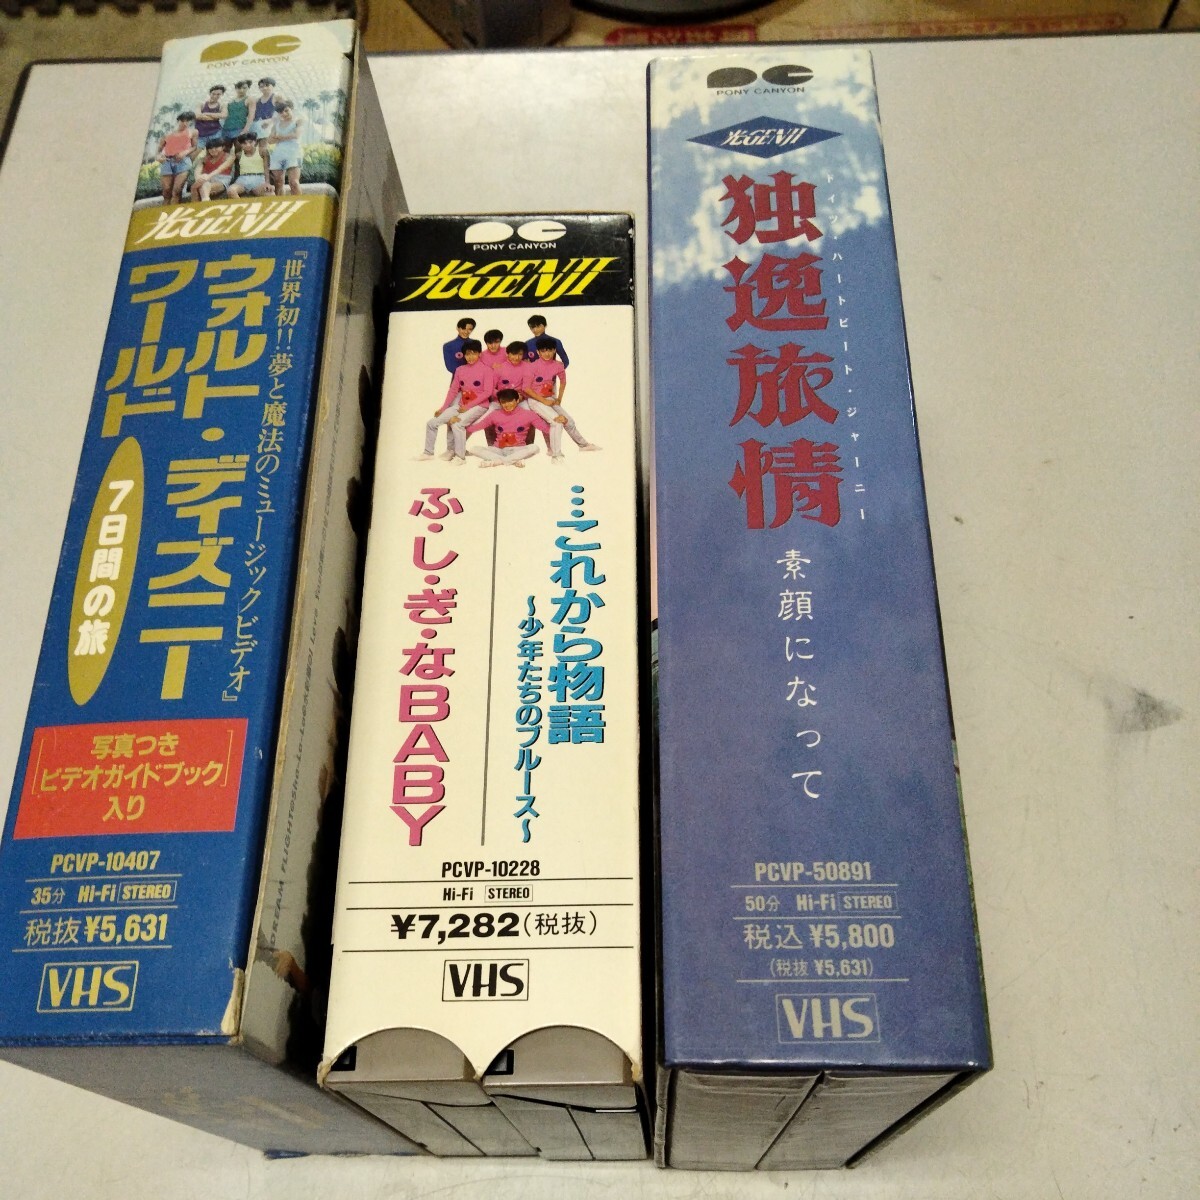 PONY CANYON
光GENJI
『世界初!!夢と魔法のミュージックビデオ』
ウォルト・ディズニー
ワールド
7日間の旅
写真つき
ビデオガイドブック
入り
PCVP-10407
35分 Hi-Fi STEREO
税抜 ¥5,631
VHS
PONY CANYON
光GENJI
…これから物語
〜少年たちのブルース〜
ふ・し・ぎ・なBABY
PCVP-10228
Hi-Fi STEREO
¥7,282(税抜)
VHS
PONY CANYON
光GENJI
ドイツ・ハートビート・ジャーニー
独逸旅情
素顔になって
PCVP-50891
50分 Hi-Fi STEREO
税込 ¥5,800
(税抜 ¥5,631)
VHS